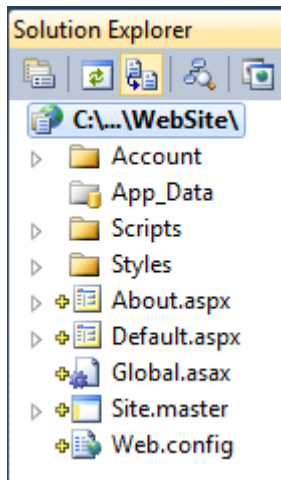 Solution Explorer
C:\...\WebSite\
Account
App_Data
Scripts
Styles
About.aspx
Default.aspx
Global.asax
Site.master
Web.config